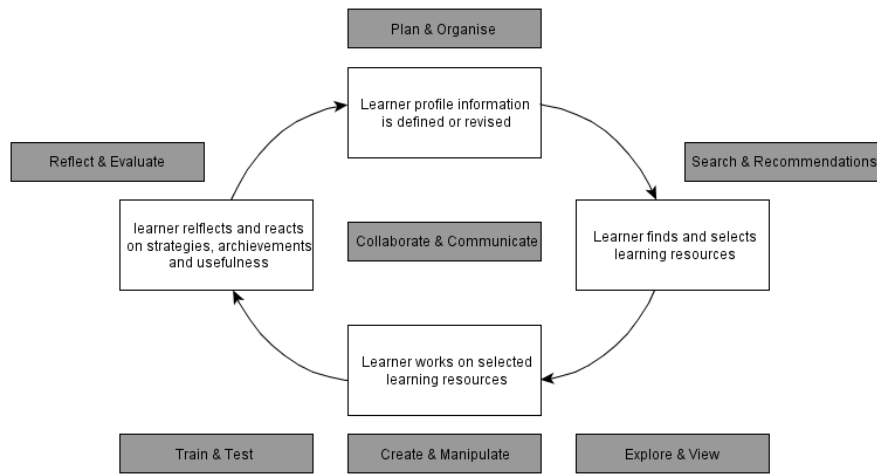 Plan & Organise
Learner profile information
is defined or revised
Reflect & Evaluate
Search & Recommendations
learner relflects and reacts
on strategies, archievements
and usefulness
Collaborate & Communicate
Learner finds and selects
learning resources
Learner works on selected
learning resources
Train & Test
Create & Manipulate
Explore & View